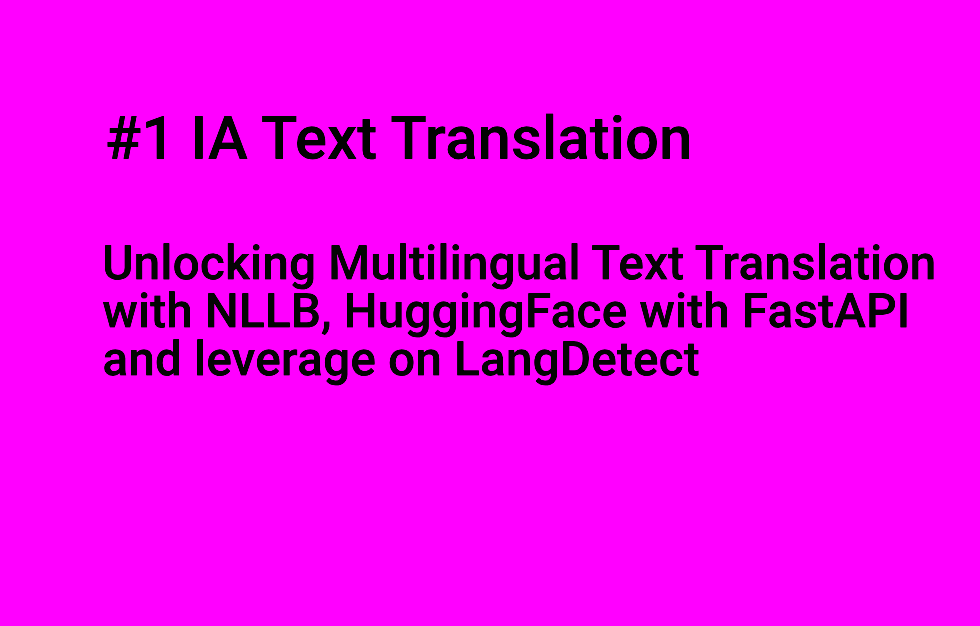 #1 IA Text Translation
Unlocking Multilingual Text Translation
with NLLB, HuggingFace with FastAPI
and leverage on LangDetect